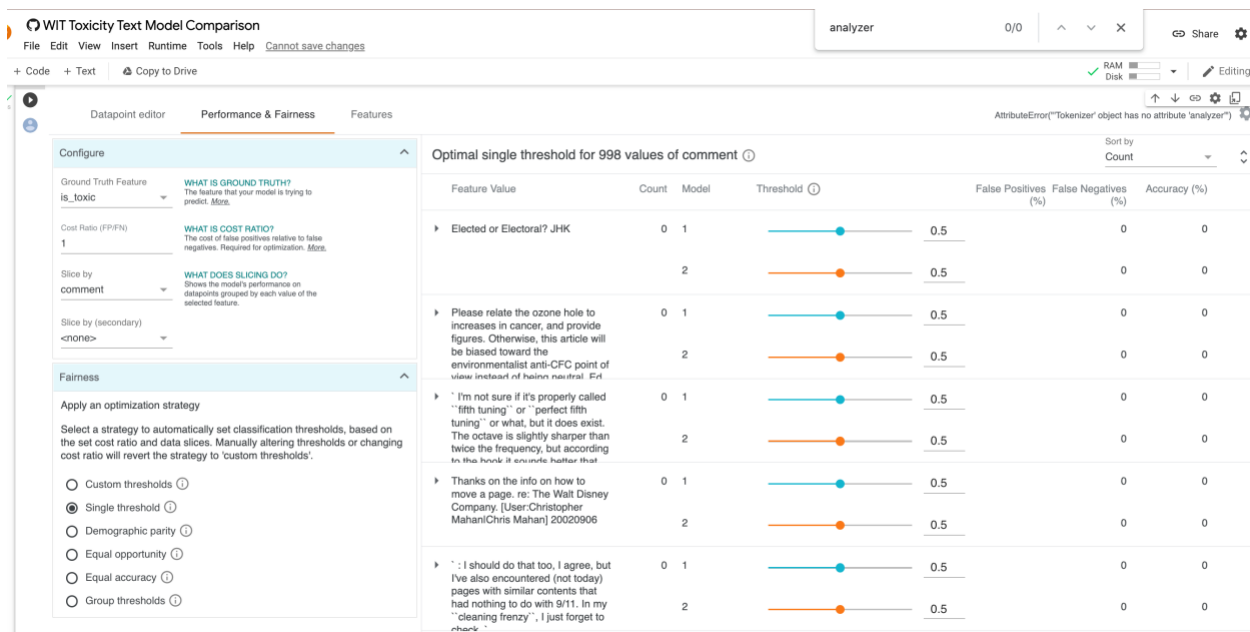 WIT Toxicity Text Model Comparison
analyzer 0/0
Share
File Edit View Insert Runtime Tools Help Cannot save changes
+ Code + Text Copy to Drive
RAM
Disk
Editing
Datapoint editor Performance & Fairness Features
AttributeError("'Tokenizer' object has no attribute 'analyzer'")
Configure
Ground Truth Feature
is_toxic
WHAT IS GROUND TRUTH?
The feature that your model is trying to
predict. More.
Cost Ratio (FP/FN)
1
WHAT IS COST RATIO?
The cost of false positives relative to false
negatives. Required for optimization. More.
Slice by
comment
WHAT DOES SLICING DO?
Shows the model's performance on
datapoints grouped by each value of the
selected feature.
Slice by (secondary)
<none>
Fairness
Apply an optimization strategy
Select a strategy to automatically set classification thresholds, based on
the set cost ratio and data slices. Manually altering thresholds or changing
cost ratio will revert the strategy to 'custom thresholds'.
Custom thresholds
Single threshold
Demographic parity
Equal opportunity
Equal accuracy
Group thresholds
Optimal single threshold for 998 values of comment
Sort by
Count
Feature Value Count Model Threshold False Positives (%) False Negatives (%) Accuracy (%)
Elected or Electoral? JHK 0 1 0.5 0 0
2 0.5 0 0
Please relate the ozone hole to 0 1 0.5 0 0
increases in cancer, and provide
figures. Otherwise, this article will
be biased toward the 2 0.5 0 0
environmentalist anti-CFC point of
view instead of being neutral. Ed
` I'm not sure if it's properly called 0 1 0.5 0 0
``fifth tuning`` or ``perfect fifth
tuning`` or what, but it does exist.
The octave is slightly sharper than 2 0.5 0 0
twice the frequency, but according
to the book it sounds better that
Thanks on the info on how to 0 1 0.5 0 0
move a page. re: The Walt Disney
Company. [User:Christopher
Mahan|Chris Mahan] 20020906 2 0.5 0 0
` : I should do that too, I agree, but 0 1 0.5 0 0
I've also encountered (not today)
pages with similar contents that
had nothing to do with 9/11. In my 2 0.5 0 0
``cleaning frenzy``, I just forget to
check. `